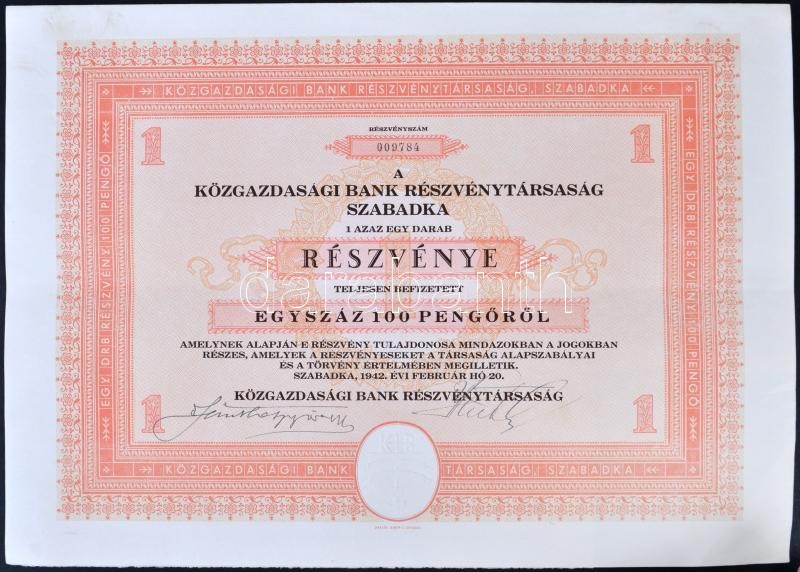 KÖZGAZDASÁGI BANK RÉSZVÉNYTÁRSASÁG, SZABADKA
1
1
RÉSZVÉNYSZÁM
009784
A
KÖZGAZDASÁGI BANK RÉSZVÉNYTÁRSASÁG
SZABADKA
1 AZAZ EGY DARAB
RÉSZVÉNYE
TELJESEN BEFIZETETT
EGYSZÁZ 100 PENGŐRŐL
AMELYNEK ALAPJÁN E RÉSZVÉNY TULAJDONOSA MINDAZOKBAN A JOGOKBAN
RÉSZES, AMELYEK A RÉSZVÉNYESEKET A TÁRSASÁG ALAPSZABÁLYAI
ÉS A TÖRVÉNY ÉRTELMÉBEN MEGILLETIK.
SZABADKA, 1942. ÉVI FEBRUÁR HÓ 20.
KÖZGAZDASÁGI BANK RÉSZVÉNYTÁRSASÁG
1
1
EGY DRB RÉSZVÉNY 100 PENGŐ
EGY DRB RÉSZVÉNY 100 PENGŐ
KÖZGAZDASÁGI BANK RÉSZVÉNYTÁRSASÁG, SZABADKA
databáb.hu